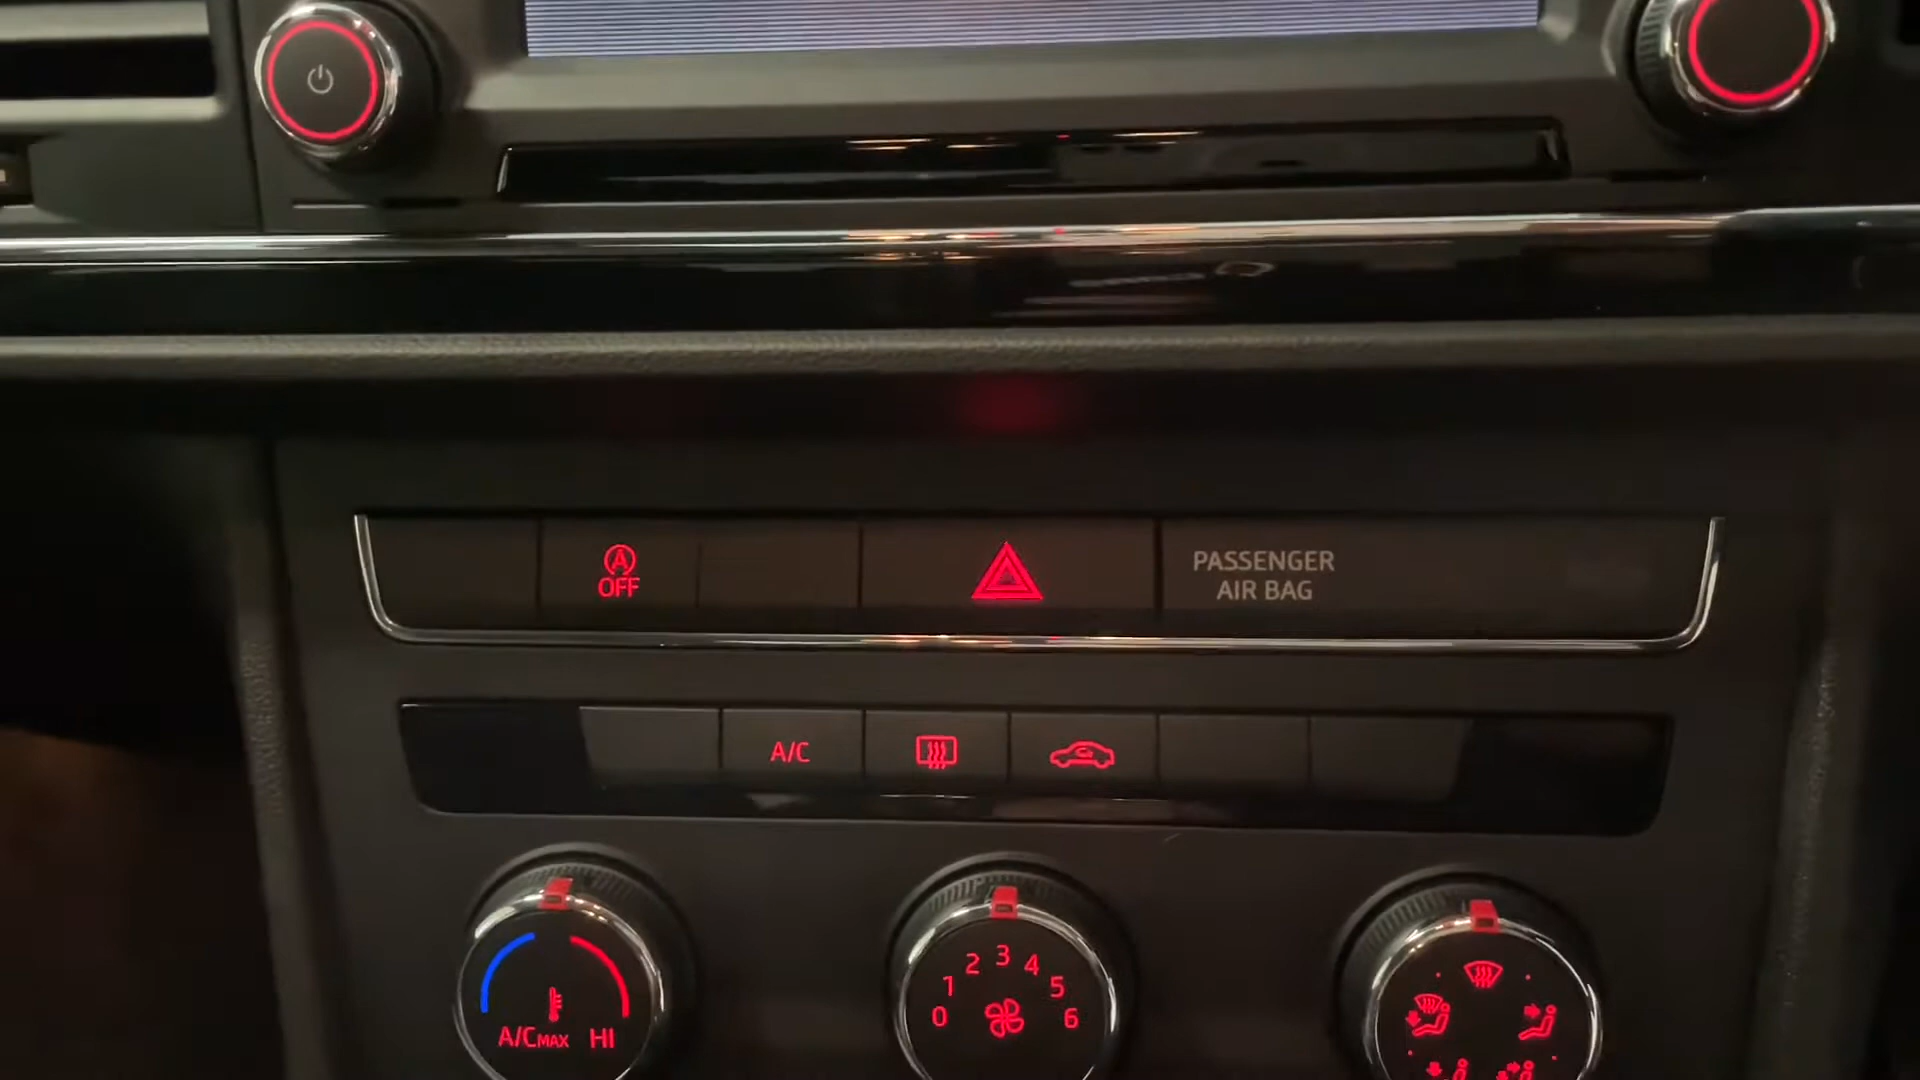 A
OFF
PASSENGER
AIR BAG
A/C
0 1 2 3 4 5 6
A/CMAX HI